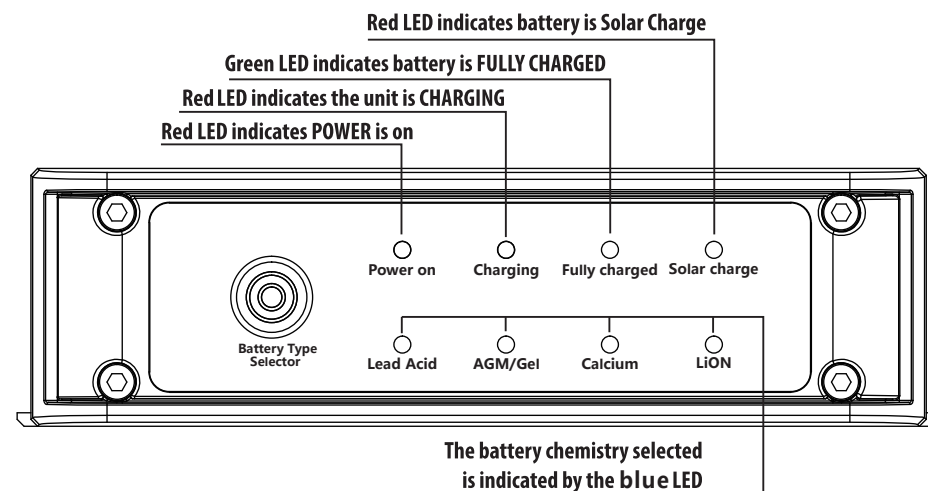 Red LED indicates battery is Solar Charge
Green LED indicates battery is FULLY CHARGED
Red LED indicates the unit is CHARGING
Red LED indicates POWER is on
Power on
Charging
Fully charged
Solar charge
Battery Type
Selector
Lead Acid
AGM/Gel
Calcium
LiON
The battery chemistry selected
is indicated by the blue LED